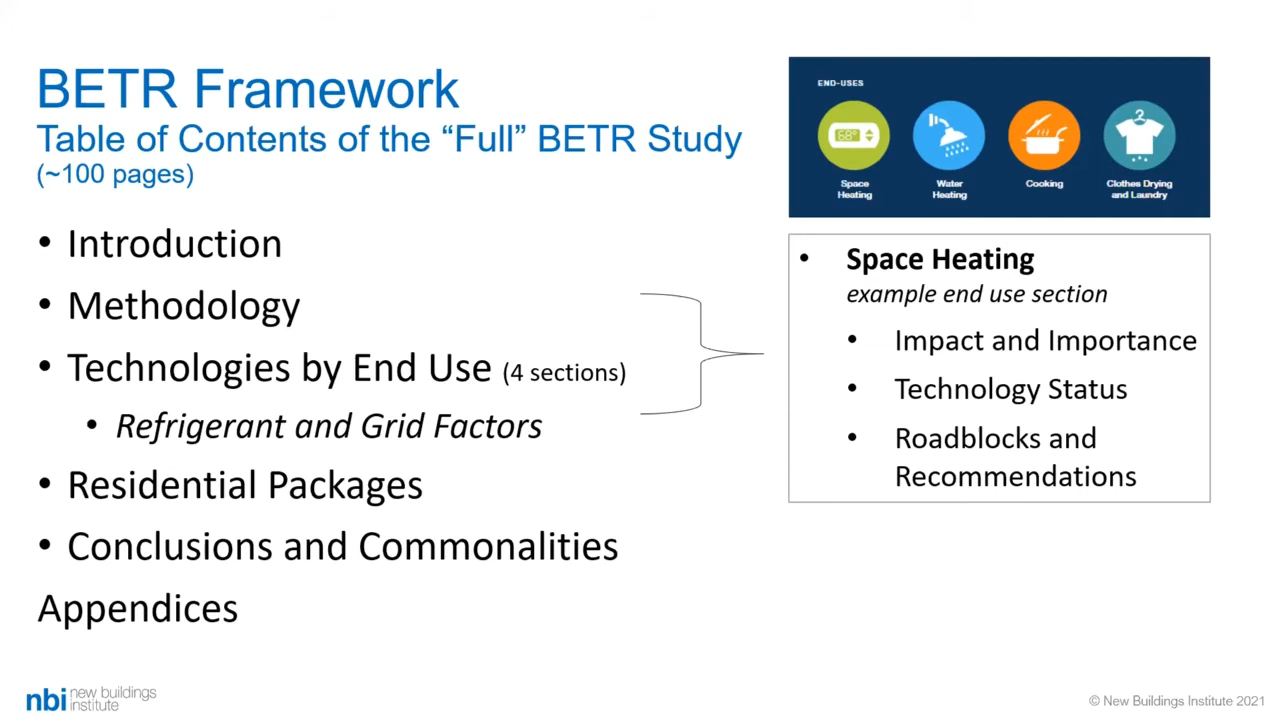 BETR Framework
Table of Contents of the “Full” BETR Study
(~100 pages)
• Introduction
• Methodology
• Technologies by End Use (4 sections)
• Refrigerant and Grid Factors
• Residential Packages
• Conclusions and Commonalities
Appendices
END-USES
68°
Space
Heating
Water
Heating
Cooking
Clothes Drying
and Laundry
• Space Heating
example end use section
• Impact and Importance
• Technology Status
• Roadblocks and
Recommendations
nbi new buildings
institute
© New Buildings Institute 2021